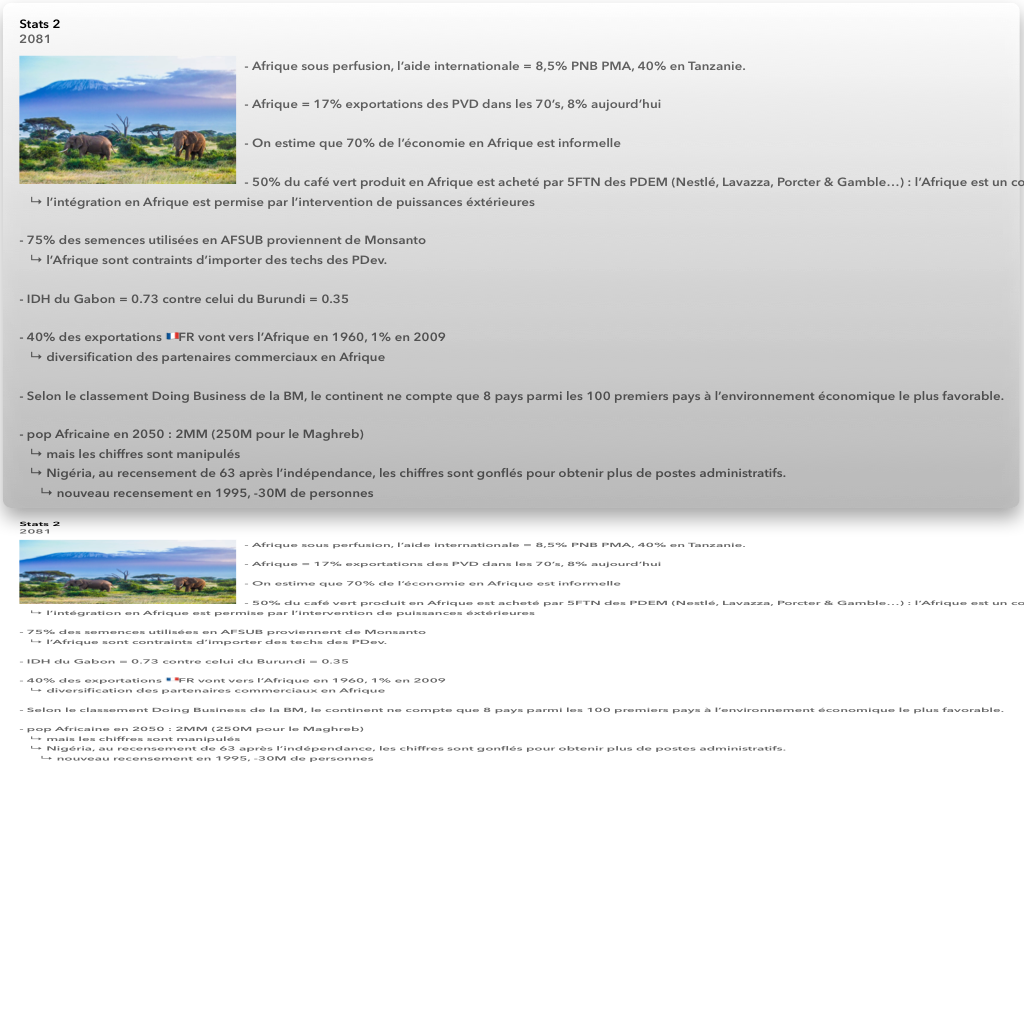 Stats 2
2081
- Afrique sous perfusion, l’aide internationale = 8,5% PNB PMA, 40% en Tanzanie.
- Afrique = 17% exportations des PVD dans les 70’s, 8% aujourd’hui
- On estime que 70% de l’économie en Afrique est informelle
- 50% du café vert produit en Afrique est acheté par 5FTN des PDEM (Nestlé, Lavazza, Porcter & Gamble…) : l’Afrique est un
↪ l’intégration en Afrique est permise par l’intervention de puissances éxtérieures
- 75% des semences utilisées en AFSUB proviennent de Monsanto
↪ l’Afrique sont contraints d’importer des techs des PDev.
- IDH du Gabon = 0.73 contre celui du Burundi = 0.35
- 40% des exportations 🇫🇷FR vont vers l’Afrique en 1960, 1% en 2009
↪ diversification des partenaires commerciaux en Afrique
- Selon le classement Doing Business de la BM, le continent ne compte que 8 pays parmi les 100 premiers pays à l’environnement économique le plus favorable.
- pop Africaine en 2050 : 2MM (250M pour le Maghreb)
↪ mais les chiffres sont manipulés
↪ Nigéria, au recensement de 63 après l’indépendance, les chiffres sont gonflés pour obtenir plus de postes administratifs.
↪ nouveau recensement en 1995, -30M de personnes
Stats 2
2081
- Afrique sous perfusion, l’aide internationale = 8,5% PNB PMA, 40% en Tanzanie.
- Afrique = 17% exportations des PVD dans les 70’s, 8% aujourd’hui
- On estime que 70% de l’économie en Afrique est informelle
- 50% du café vert produit en Afrique est acheté par 5FTN des PDEM (Nestlé, Lavazza, Porcter & Gamble…) : l’Afrique est un
↪ l’intégration en Afrique est permise par l’intervention de puissances éxtérieures
- 75% des semences utilisées en AFSUB proviennent de Monsanto
↪ l’Afrique sont contraints d’importer des techs des PDev.
- IDH du Gabon = 0.73 contre celui du Burundi = 0.35
- 40% des exportations 🇫🇷FR vont vers l’Afrique en 1960, 1% en 2009
↪ diversification des partenaires commerciaux en Afrique
- Selon le classement Doing Business de la BM, le continent ne compte que 8 pays parmi les 100 premiers pays à l’environnement économique le plus favorable.
- pop Africaine en 2050 : 2MM (250M pour le Maghreb)
↪ mais les chiffres sont manipulés
↪ Nigéria, au recensement de 63 après l’indépendance, les chiffres sont gonflés pour obtenir plus de postes administratifs.
↪ nouveau recensement en 1995, -30M de personnes